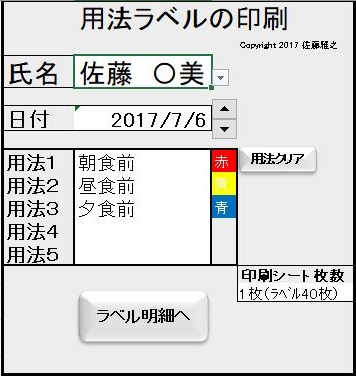 用法ラベルの印刷
Copyright 2017 佐藤雅之
氏名 佐藤 〇美
日付 2017/7/6
用法1 朝食前 赤 用法クリア
用法2 昼食前 黄
用法3 夕食前 青
用法4
用法5
印刷シート枚数
1枚(ラベル40枚)
ラベル明細へ